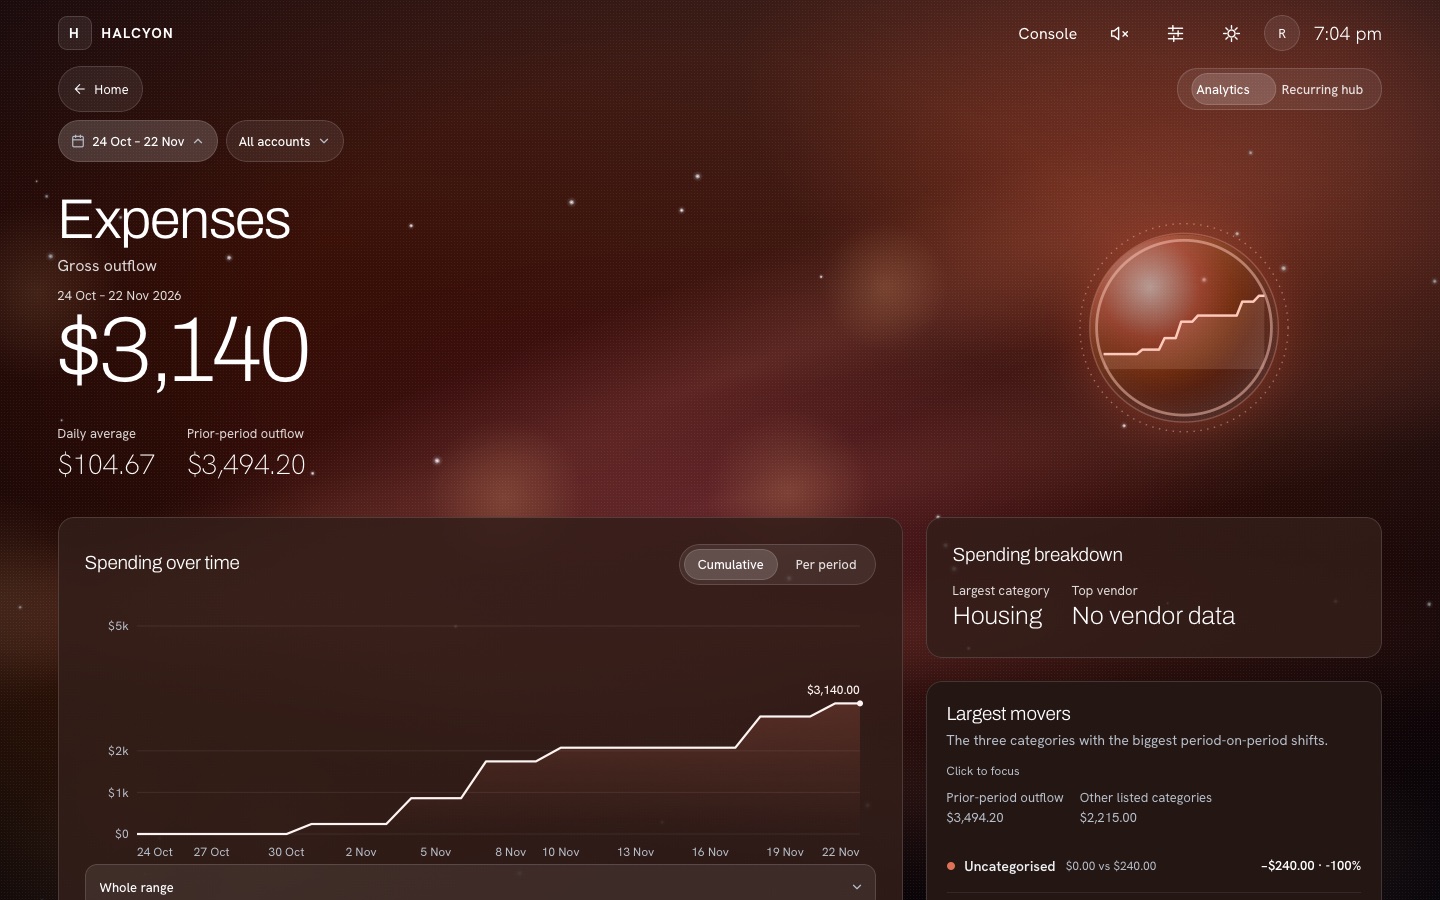 H HALCYON
Console
R
7:04 pm
Home
Analytics
Recurring hub
24 Oct – 22 Nov
All accounts
Expenses
Gross outflow
24 Oct – 22 Nov 2026
$3,140
Daily average
$104.67
Prior-period outflow
$3,494.20
Spending over time
Cumulative
Per period
$5k
$3,140.00
$2k
$1k
$0
24 Oct 27 Oct 30 Oct 2 Nov 5 Nov 8 Nov 10 Nov 13 Nov 16 Nov 19 Nov 22 Nov
Whole range
Spending breakdown
Largest category
Housing
Top vendor
No vendor data
Largest movers
The three categories with the biggest period-on-period shifts.
Click to focus
Prior-period outflow
$3,494.20
Other listed categories
$2,215.00
Uncategorised $0.00 vs $240.00 −$240.00 · -100%